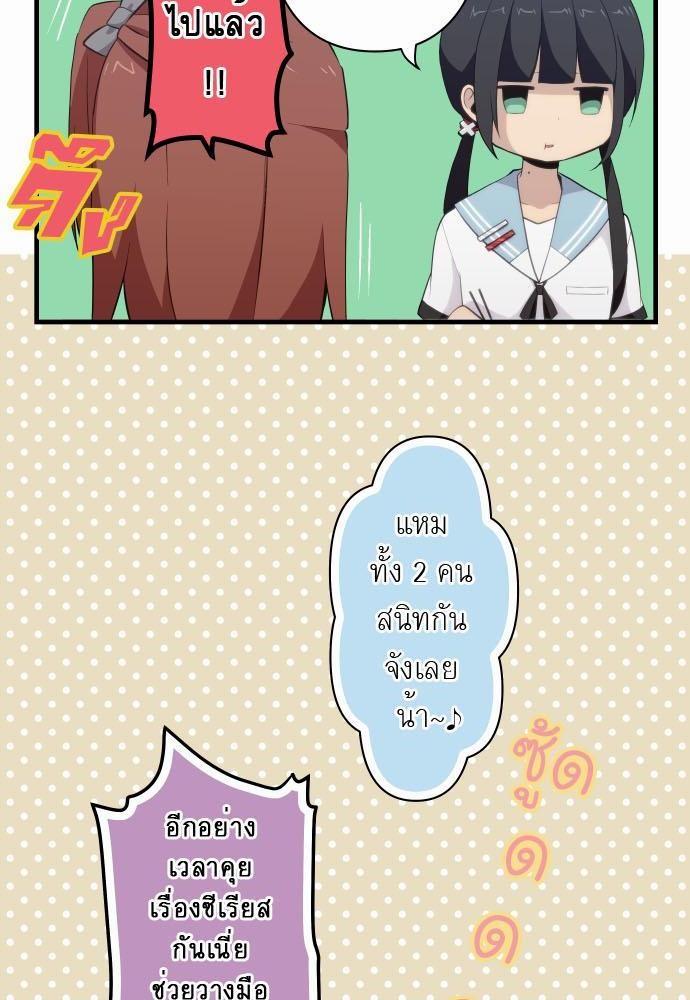 ไปแล้ว
!!
กึ๋ง
แหม
ทั้ง 2 คน
สนิทกัน
จังเลย
น้า~♪
ซู้ด
ด
ด
อีกอย่าง
เวลาคุย
เรื่องซีเรียส
กันเนี่ย
ช่วยวางมือ